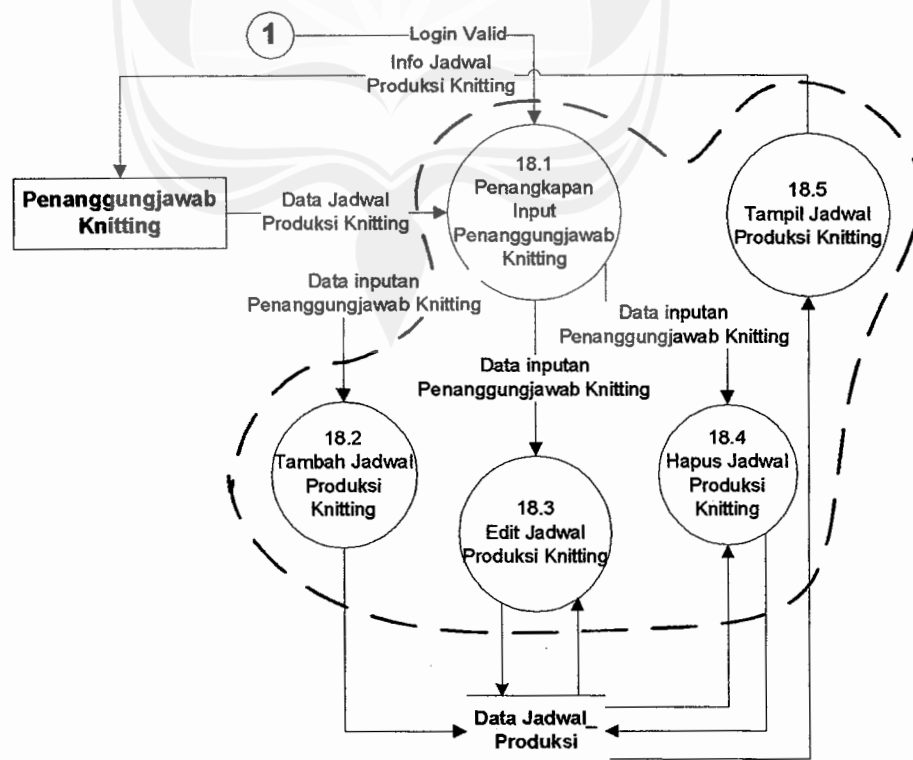 1
Login Valid
Info Jadwal
Produksi Knitting
Penanggungjawab
Knitting
Data Jadwal
Produksi Knitting
18.1
Penangkapan
Input
Penanggungjawab
Knitting
18.5
Tampil Jadwal
Produksi Knitting
Data inputan
Penanggungjawab Knitting
Data inputan
Penanggungjawab Knitting
Data inputan
Penanggungjawab Knitting
18.2
Tambah Jadwal
Produksi
Knitting
18.3
Edit Jadwal
Produksi Knitting
18.4
Hapus Jadwal
Produksi
Knitting
Data Jadwal_
Produksi